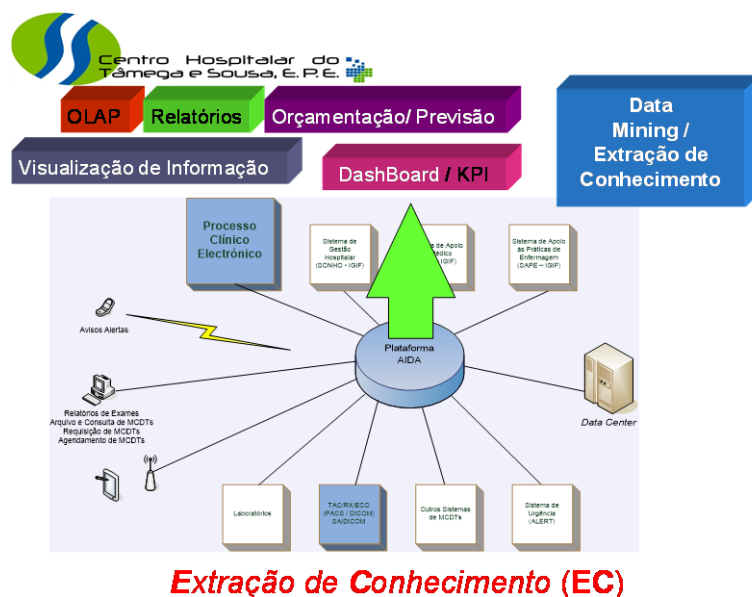 Centro Hospitalar do
Tâmega e Sousa, E. P. E.
OLAP
Relatórios
Orçamentação/ Previsão
Data
Mining /
Extração de
Conhecimento
Visualização de Informação
DashBoard / KPI
Processo
Clínico
Electrónico
Sistema de
Gestão
Hospitalar
(SONHO - IGIF)
de Apoio
IGIF)
Sistema de Apoio
às Práticas de
Enfermagem
(SAPE – IGIF)
Avisos Alertas
Plataforma
AIDA
Relatórios de Exames
Arquivo e Consulta de MCDTs
Requisição de MCDTs
Agendamento de MCDTs
Data Center
Laboratórios
TAC/RX/ECO
(PACS / DICOM)
SAIDICOM
Outros Sistemas
de MCDTs
Sistema de
Urgência
(ALERT)
Extração de Conhecimento (EC)